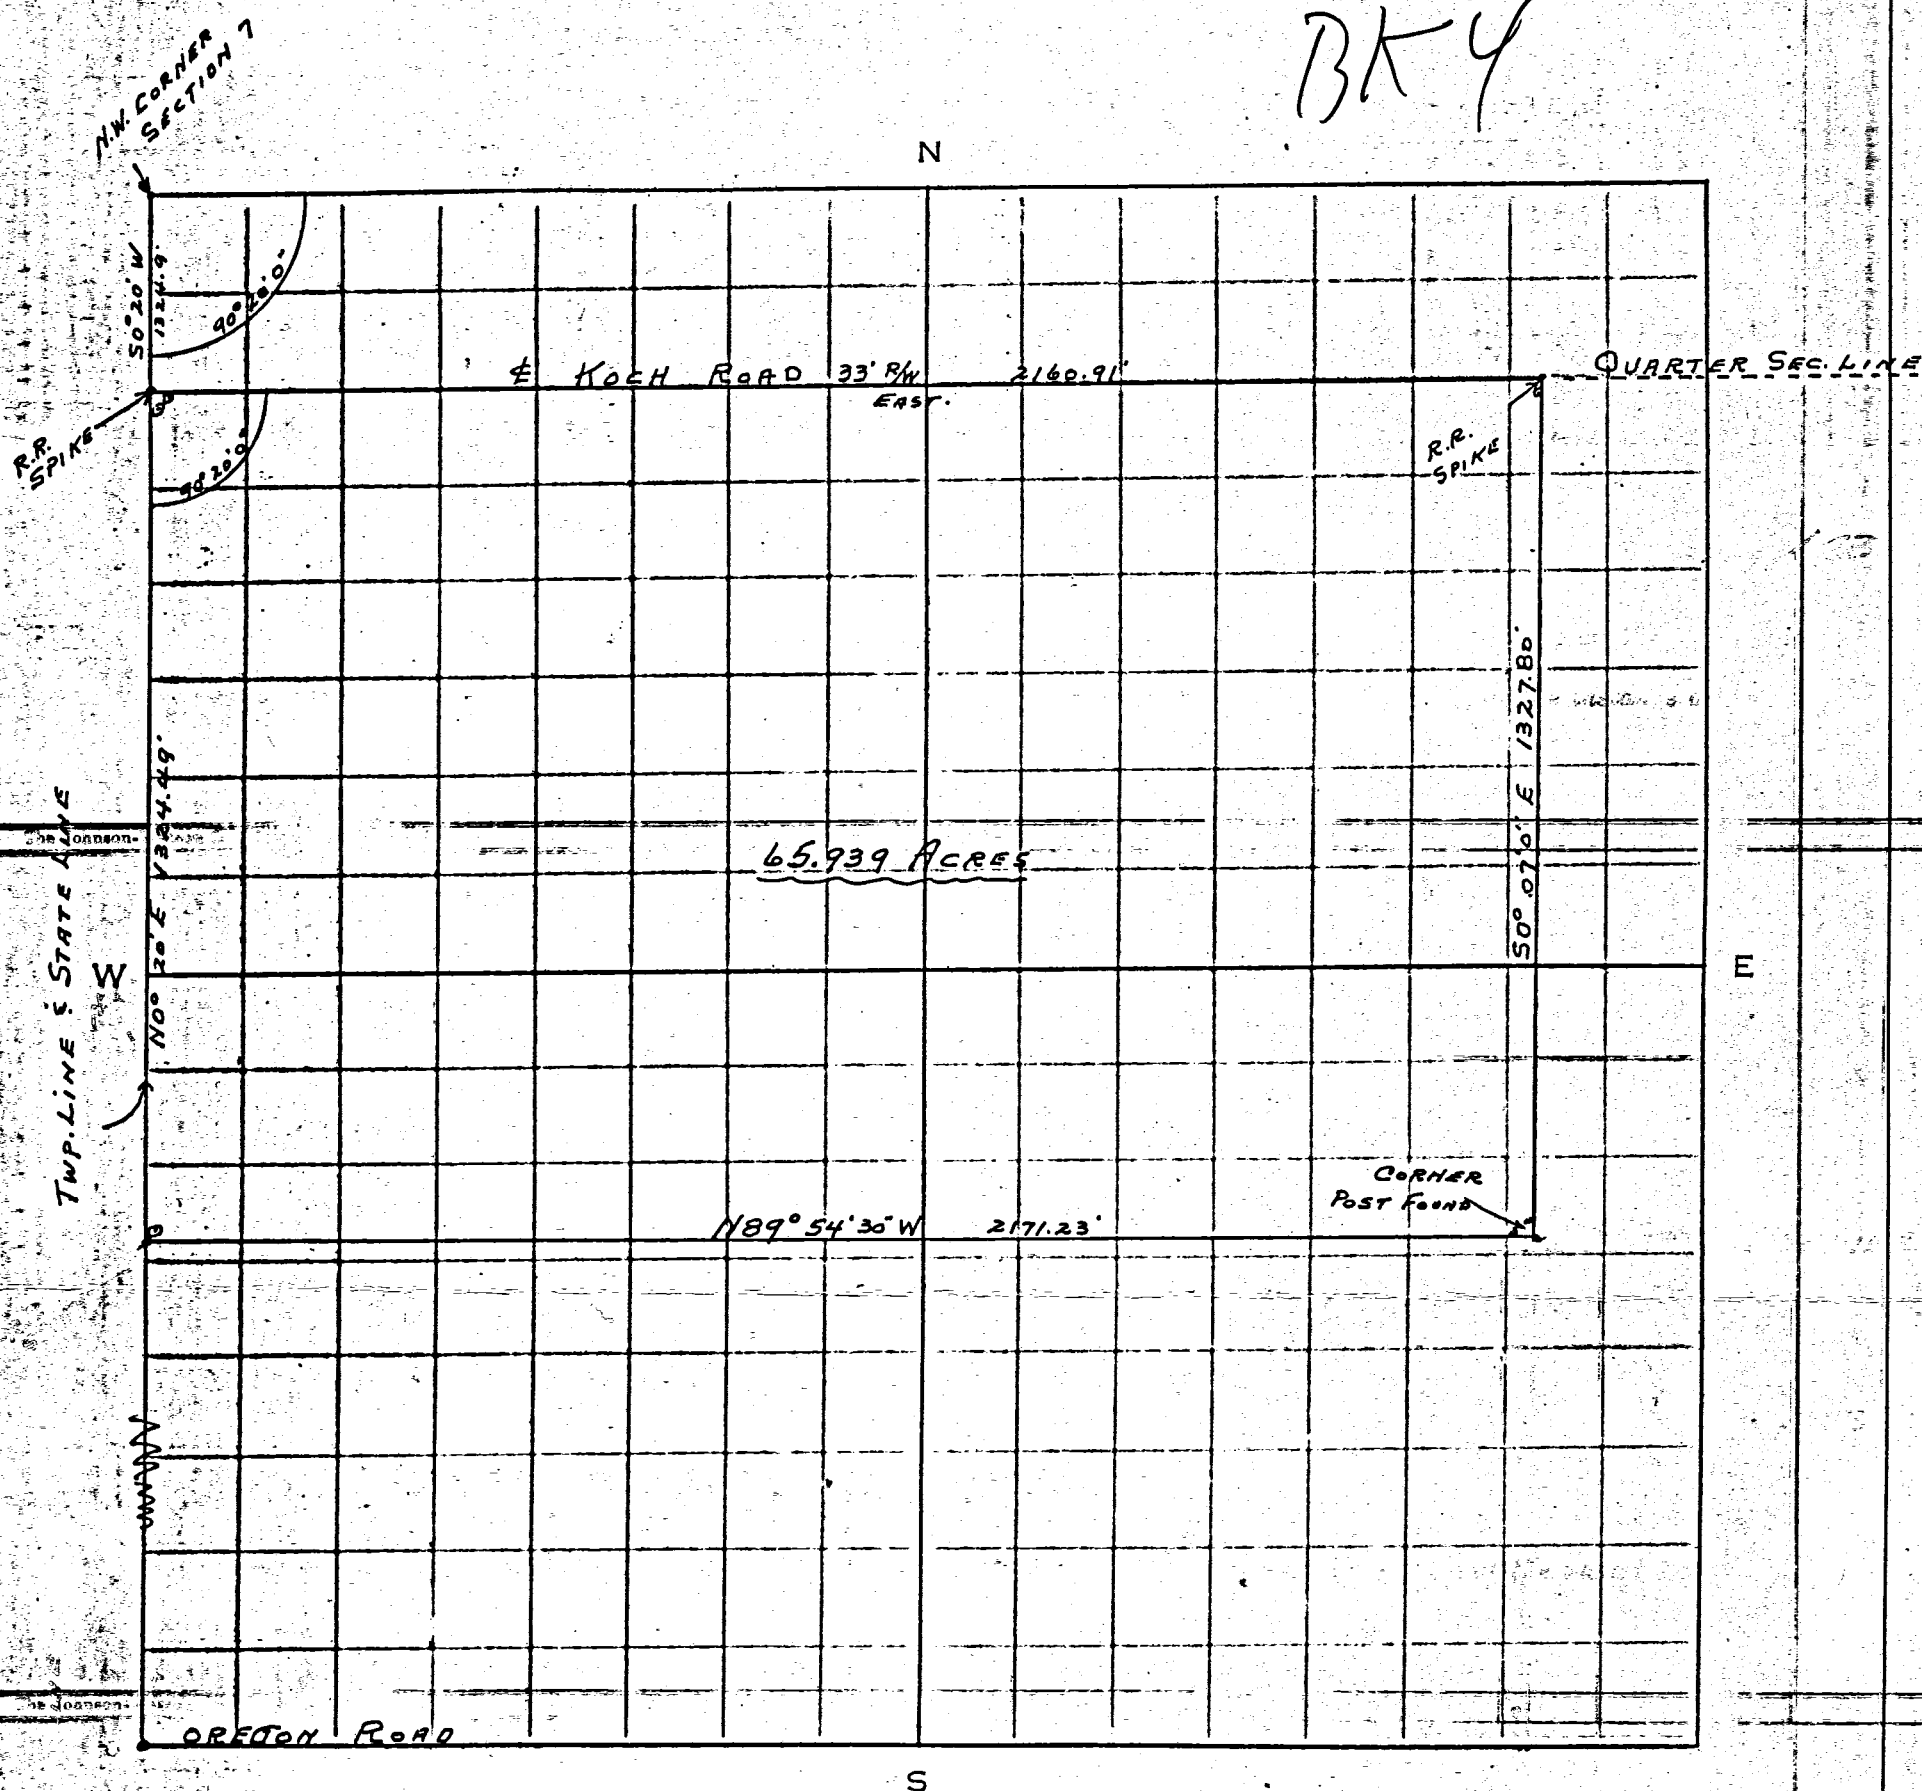 BK 4
N.W. CORNER
SECTION 7
N
S0°20' W
1324.9'
90°20'0"
℄ KOCH ROAD 33' R/W 2160.91'
EAST.
QUARTER SEC. LINE
R.R.
SPIKE
90°20'0"
R.R.
SPIKE
S0°.07'0" E 1327.80'
TWP. LINE & STATE LINE
N0° 20' E 1324.49'
65.939 ACRES
W
E
CORNER
POST FOUND
N89°54'30" W 2171.23'
OREGON ROAD
S